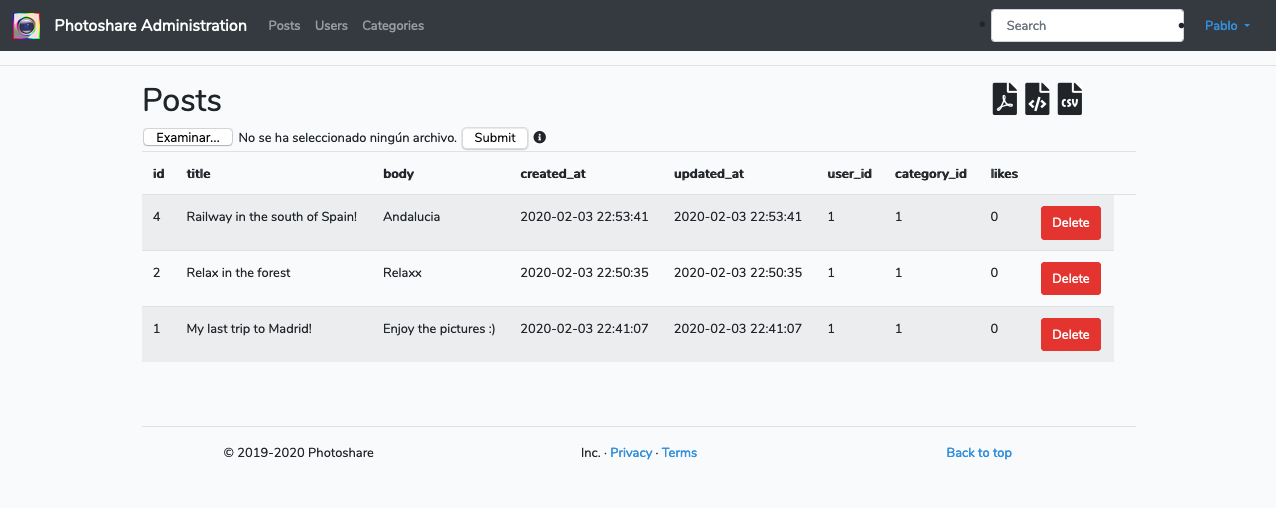 Photoshare Administration Posts Users Categories Search Pablo
Posts
CSV
Examinar... No se ha seleccionado ningún archivo. Submit
id title body created_at updated_at user_id category_id likes
4 Railway in the south of Spain! Andalucia 2020-02-03 22:53:41 2020-02-03 22:53:41 1 1 0 Delete
2 Relax in the forest Relaxx 2020-02-03 22:50:35 2020-02-03 22:50:35 1 1 0 Delete
1 My last trip to Madrid! Enjoy the pictures :) 2020-02-03 22:41:07 2020-02-03 22:41:07 1 1 0 Delete
© 2019-2020 Photoshare Inc. · Privacy · Terms Back to top